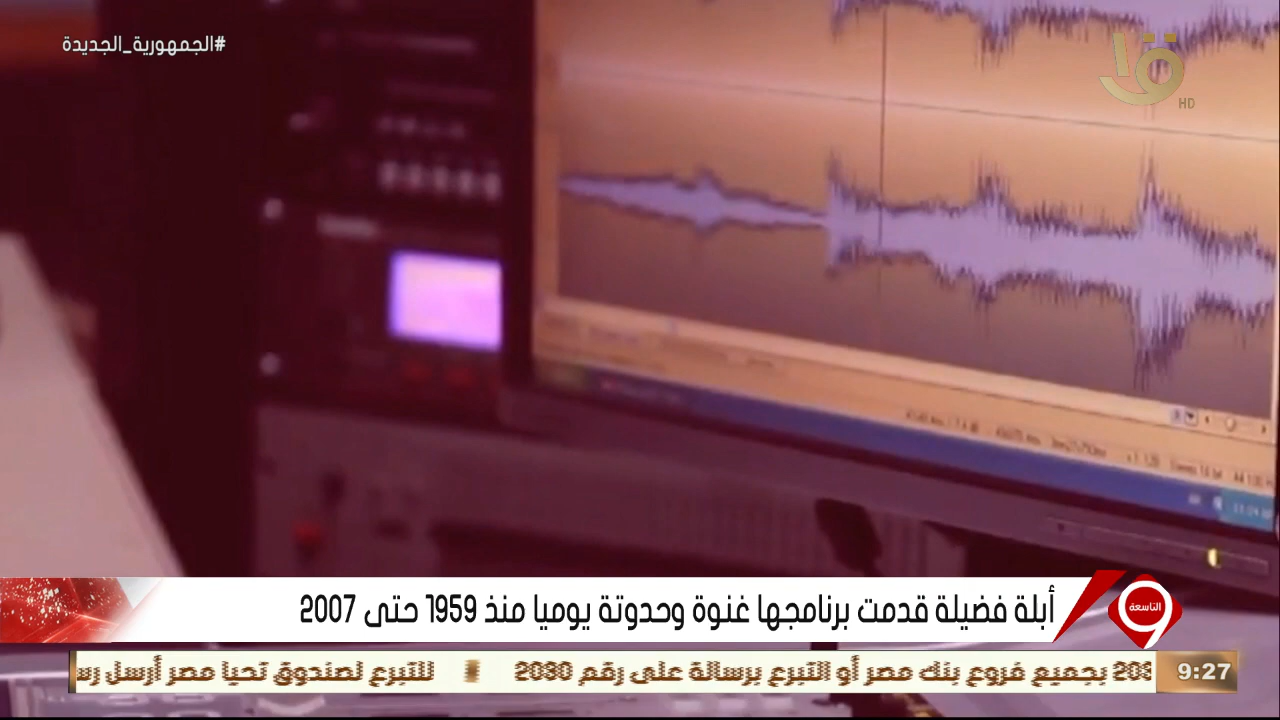 #الجمهورية_الجديدة
HD
أبلة فضيلة قدمت برنامجها غنوة وحدوتة يوميا منذ 1959 حتى 2007
التاسعة
9:27
بجميع فروع بنك مصر أو التبرع برسالة على رقم 2080 للتبرع لصندوق تحيا مصر أرسل